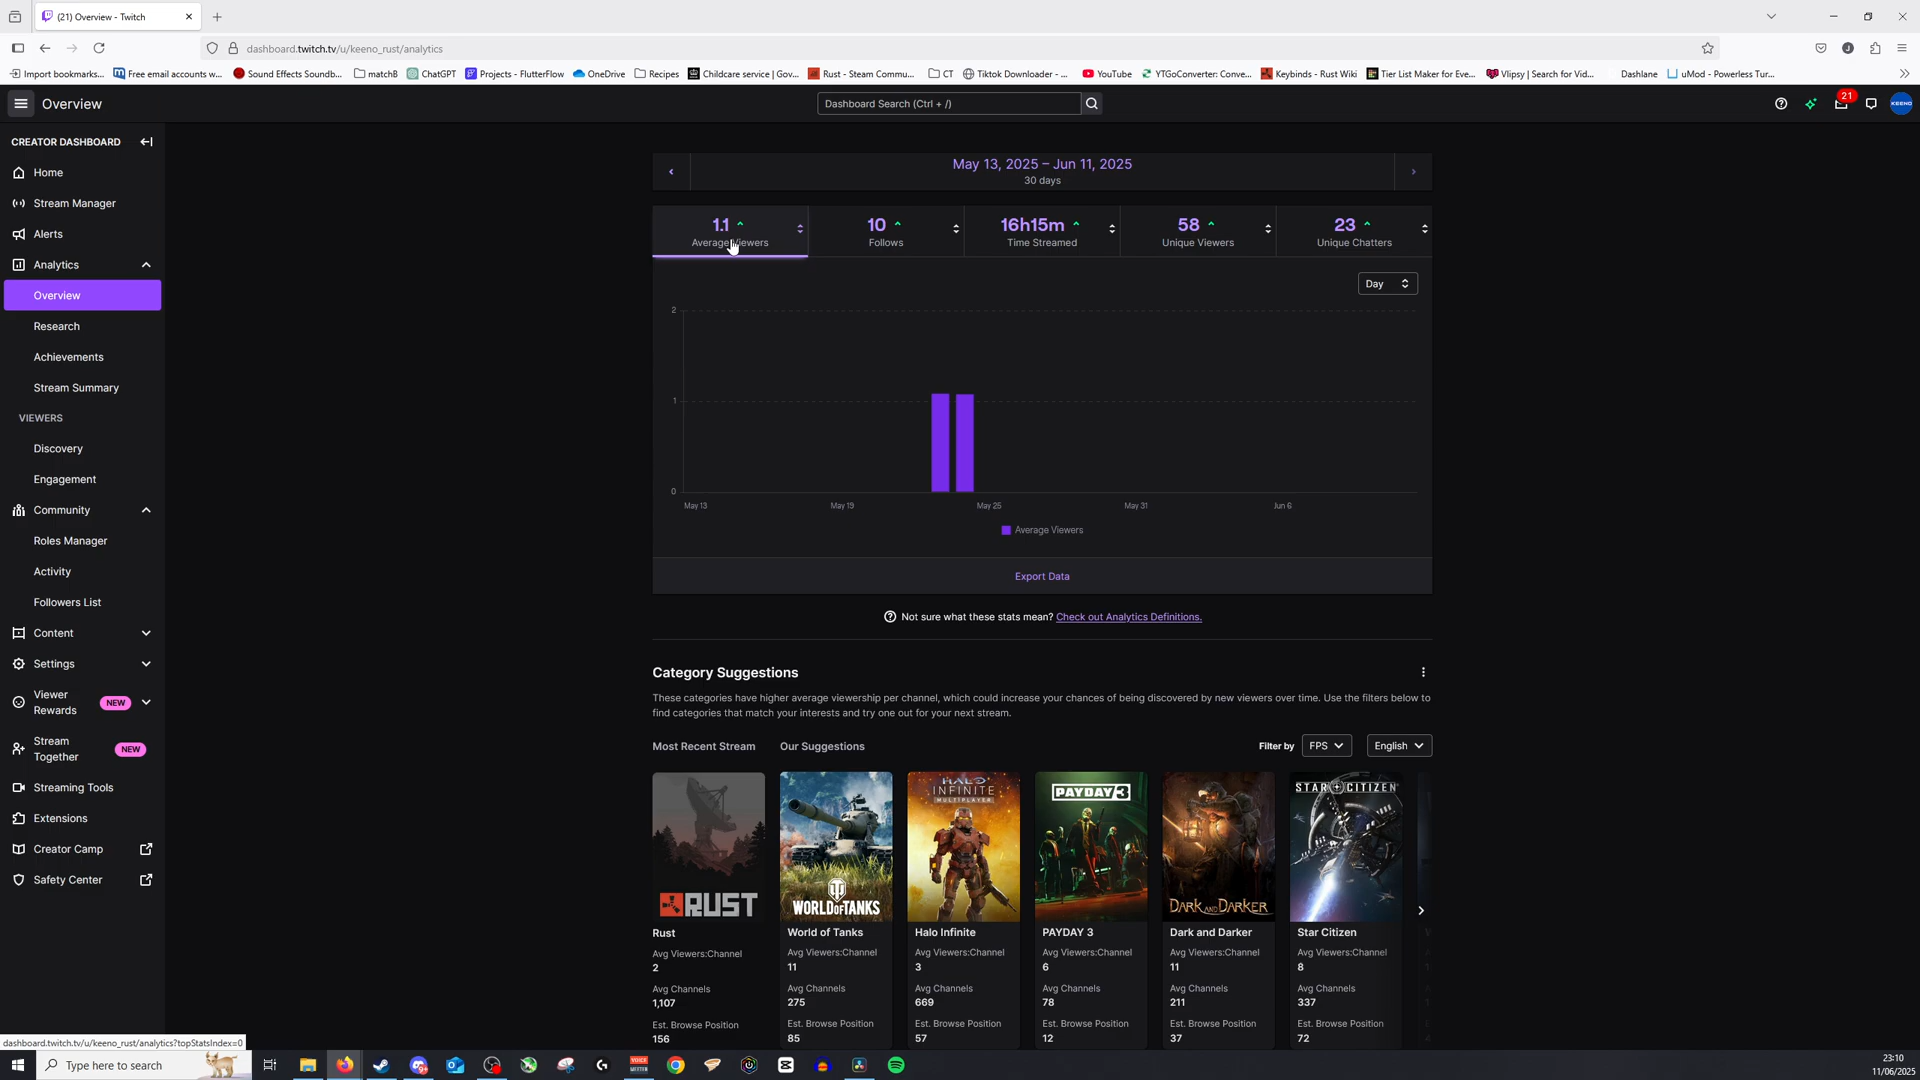 (21) Overview - Twitch
dashboard.twitch.tv/u/keeno_rust/analytics
Import bookmarks... Free email accounts w... Sound Effects Soundb... matchB ChatGPT Projects - FlutterFlow OneDrive Recipes Childcare service | Gov... Rust - Steam Commu... CT Tiktok Downloader - ... YouTube YTGoConverter: Conve... Keybinds - Rust Wiki Tier List Maker for Eve... Vlipsy | Search for Vid... Dashlane uMod - Powerless Tur...
Overview
Dashboard Search (Ctrl + /)
21
KEENO
CREATOR DASHBOARD
Home
Stream Manager
Alerts
Analytics
Overview
Research
Achievements
Stream Summary
VIEWERS
Discovery
Engagement
Community
Roles Manager
Activity
Followers List
Content
Settings
Viewer
Rewards
NEW
Stream
Together
NEW
Streaming Tools
Extensions
Creator Camp
Safety Center
May 13, 2025 – Jun 11, 2025
30 days
1.1
Average Viewers
10
Follows
16h15m
Time Streamed
58
Unique Viewers
23
Unique Chatters
Day
2
1
0
May 13 May 19 May 25 May 31 Jun 6
Average Viewers
Export Data
Not sure what these stats mean? Check out Analytics Definitions.
Category Suggestions
These categories have higher average viewership per channel, which could increase your chances of being discovered by new viewers over time. Use the filters below to
find categories that match your interests and try one out for your next stream.
Most Recent Stream
Our Suggestions
Filter by
FPS
English
RUST
Rust
Avg Viewers:Channel
2
Avg Channels
1,107
Est. Browse Position
156
WORLD OF TANKS
World of Tanks
Avg Viewers:Channel
11
Avg Channels
275
Est. Browse Position
85
HALO
INFINITE
MULTIPLAYER
Halo Infinite
Avg Viewers:Channel
3
Avg Channels
669
Est. Browse Position
57
PAYDAY 3
PAYDAY 3
Avg Viewers:Channel
6
Avg Channels
78
Est. Browse Position
12
DARK AND DARKER
Dark and Darker
Avg Viewers:Channel
11
Avg Channels
211
Est. Browse Position
37
STAR CITIZEN
Star Citizen
Avg Viewers:Channel
8
Avg Channels
337
Est. Browse Position
72
dashboard.twitch.tv/u/keeno_rust/analytics?topStatsIndex=0
Type here to search
23:10
11/06/2025